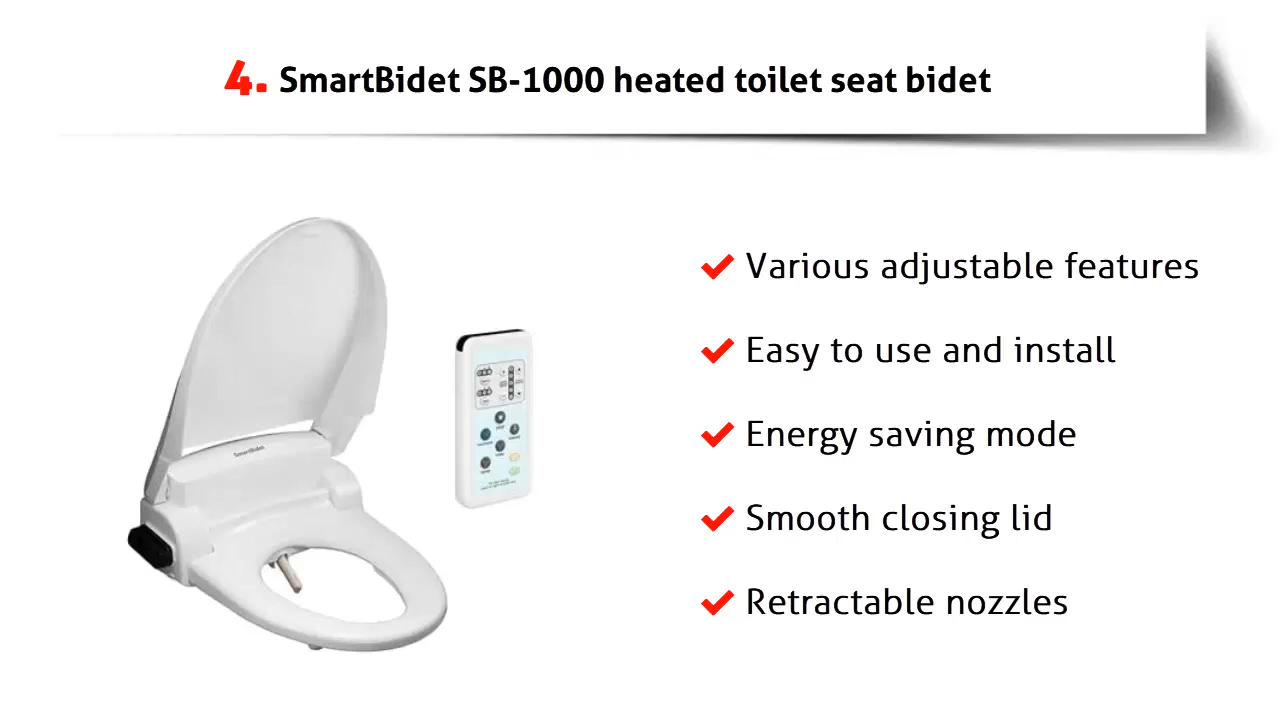 4. SmartBidet SB-1000 heated toilet seat bidet
SmartBidet
Various adjustable features
Easy to use and install
Energy saving mode
Smooth closing lid
Retractable nozzles